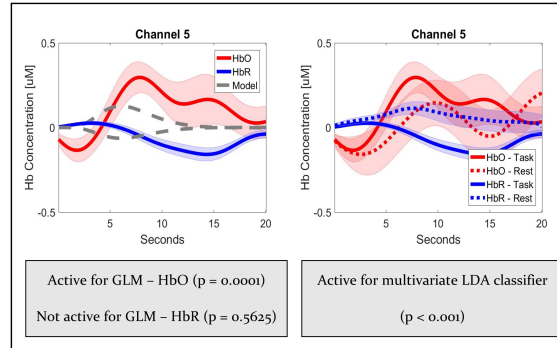 Channel 5
Hb Concentration [uM]
0.5
0
-0.5
5
10
15
20
Seconds
HbO
HbR
Model
Channel 5
Hb Concentration [uM]
0.5
0
-0.5
5
10
15
20
Seconds
HbO - Task
HbO - Rest
HbR - Task
HbR - Rest
Active for GLM – HbO (p = 0.0001)
Not active for GLM – HbR (p = 0.5625)
Active for multivariate LDA classifier
(p < 0.001)